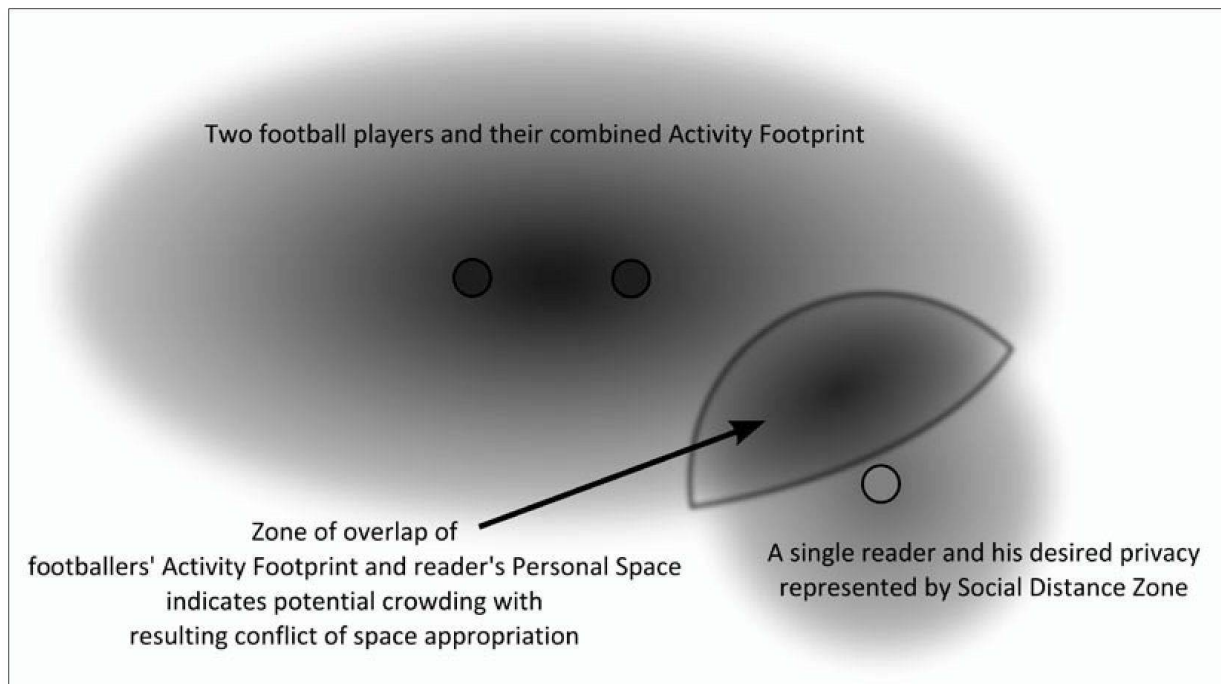 Two football players and their combined Activity Footprint
Zone of overlap of
footballers' Activity Footprint and reader's Personal Space
indicates potential crowding with
resulting conflict of space appropriation
A single reader and his desired privacy
represented by Social Distance Zone